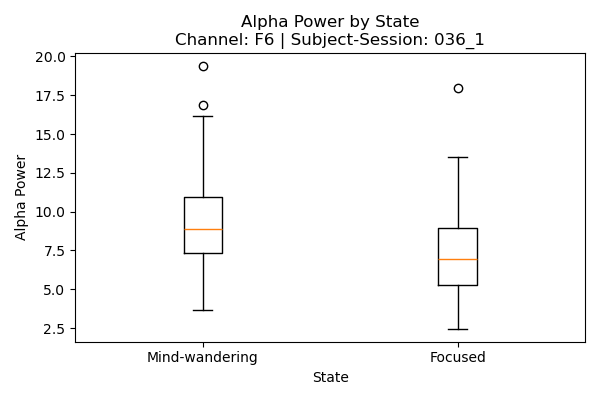 Alpha Power by State
Channel: F6 | Subject-Session: 036_1
20.0
17.5
15.0
12.5
10.0
7.5
5.0
2.5
Alpha Power
Mind-wandering
Focused
State